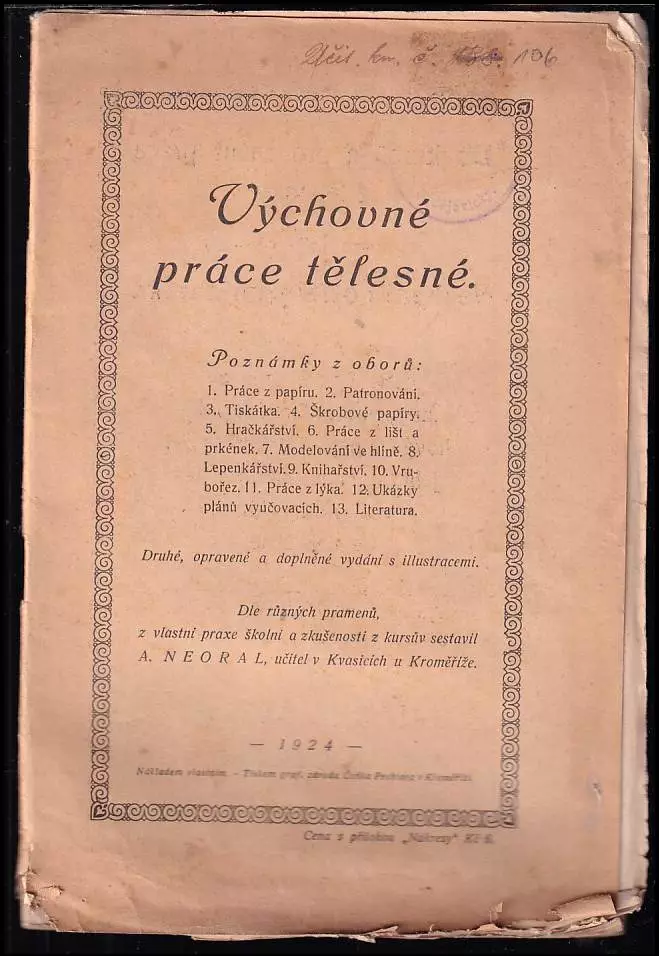 Učit. kn. č. 106
Výchovné
práce tělesné.
Poznámky z oborů:
1. Práce z papíru. 2. Patronování.
3. Tiskátka. 4. Škrobové papíry.
5. Hračkářství. 6. Práce z lišt a
prkének. 7. Modelování ve hlíně. 8.
Lepenkářství. 9. Knihařství. 10. Vru-
bořez. 11. Práce z lýka. 12. Ukázky
plánů vyučovacích. 13. Literatura.
Druhé, opravené a doplněné vydání s illustracemi.
Dle různých pramenů,
z vlastní praxe školní a zkušeností z kursův sestavil
A. NEORAL, učitel v Kvasicích u Kroměříže.
— 1924 —
Nákladem vlastním. – Tiskem graf. závodu v Kroměříži.
Cena s přílohou „Nákresy" Kč